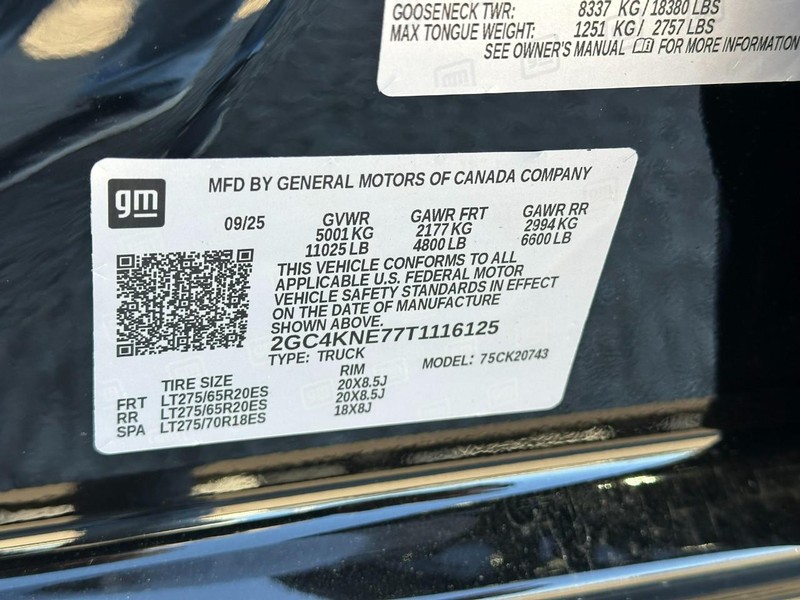 GOOSENECK TWR: 8337 KG/18380 LBS
MAX TONGUE WEIGHT: 1251 KG/ 2757 LBS
SEE OWNER'S MANUAL FOR MORE INFORMATION
gm
MFD BY GENERAL MOTORS OF CANADA COMPANY
09/25 GVWR GAWR FRT GAWR RR
5001 KG 2177 KG 2994 KG
11025 LB 4800 LB 6600 LB
THIS VEHICLE CONFORMS TO ALL
APPLICABLE U.S. FEDERAL MOTOR
VEHICLE SAFETY STANDARDS IN EFFECT
ON THE DATE OF MANUFACTURE
SHOWN ABOVE.
2GC4KNE77T1116125
TYPE: TRUCK MODEL: 75CK20743
TIRE SIZE RIM
FRT LT275/65R20ES 20X8.5J
RR LT275/65R20ES 20X8.5J
SPA LT275/70R18ES 18X8J